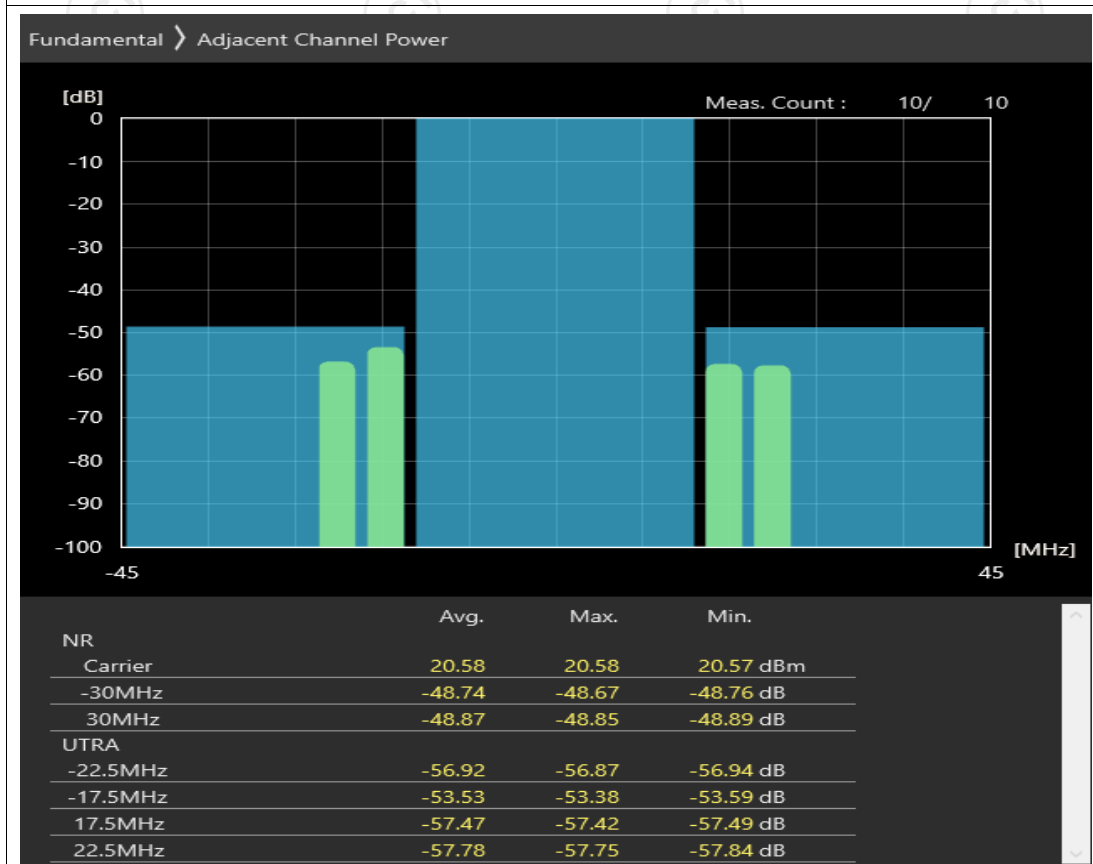 Fundamental ❯ Adjacent Channel Power
[dB]
Meas. Count : 10/ 10
0
-10
-20
-30
-40
-50
-60
-70
-80
-90
-100
[MHz]
-45 45
Avg. Max. Min.
NR
Carrier 20.58 20.58 20.57 dBm
-30MHz -48.74 -48.67 -48.76 dB
30MHz -48.87 -48.85 -48.89 dB
UTRA
-22.5MHz -56.92 -56.87 -56.94 dB
-17.5MHz -53.53 -53.38 -53.59 dB
17.5MHz -57.47 -57.42 -57.49 dB
22.5MHz -57.78 -57.75 -57.84 dB